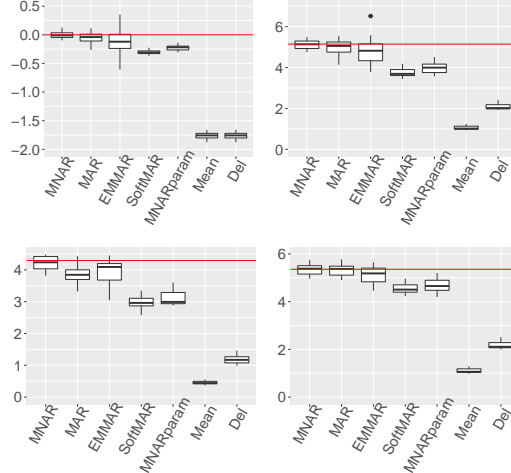 0.5
0.0
−0.5
−1.0
−1.5
−2.0
MNAR
MAR
EMMAR
SoftMAR
MNARparam
Mean
Del
6
4
2
0
MNAR
MAR
EMMAR
SoftMAR
MNARparam
Mean
Del
4
3
2
1
0
MNAR
MAR
EMMAR
SoftMAR
MNARparam
Mean
Del
6
4
2
0
MNAR
MAR
EMMAR
SoftMAR
MNARparam
Mean
Del